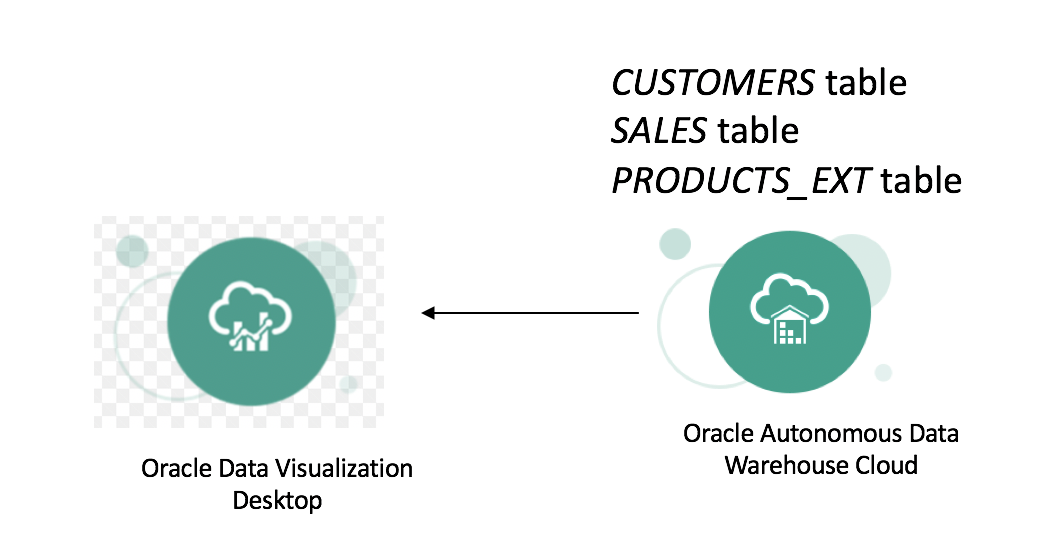 CUSTOMERS table
SALES table
PRODUCTS_EXT table
Oracle Data Visualization
Desktop
Oracle Autonomous Data
Warehouse Cloud